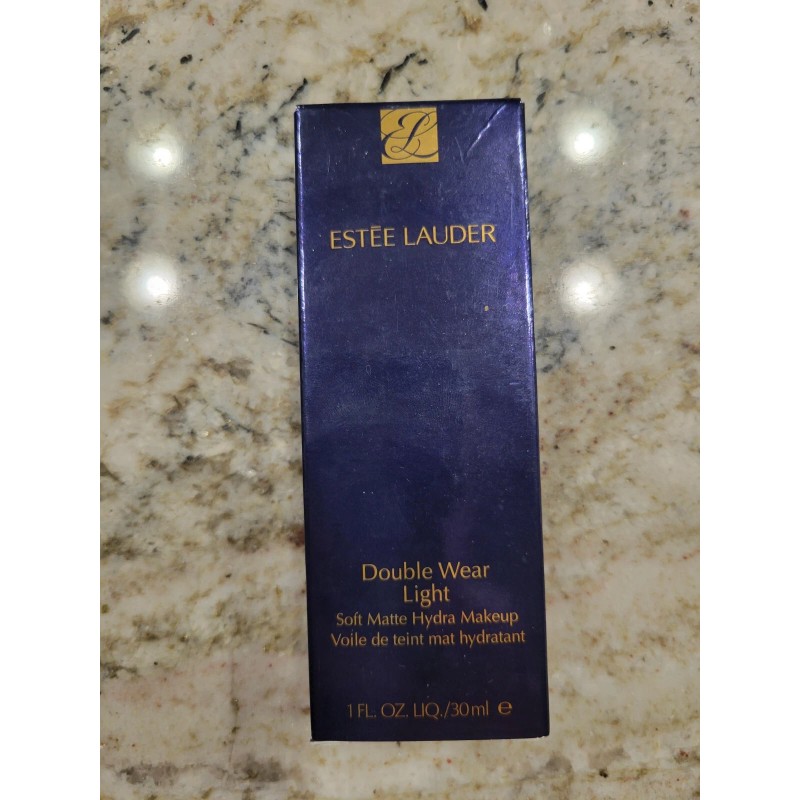 EL
ESTĒE LAUDER
Double Wear
Light
Soft Matte Hydra Makeup
Voile de teint mat hydratant
1 FL. OZ. LIQ./30ml ℮